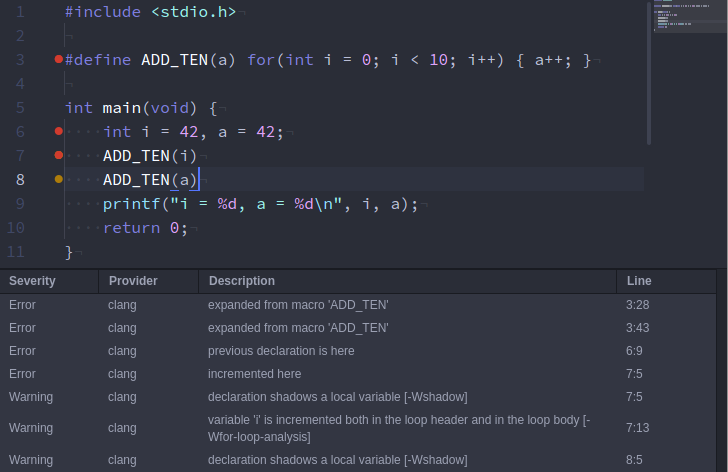 1 #include <stdio.h>¬
2 ¬
3 #define ADD_TEN(a) for(int i = 0; i < 10; i++) { a++; }¬
4 ¬
5 int main(void) {¬
6 ····int i = 42, a = 42;¬
7 ····ADD_TEN(i)¬
8 ····ADD_TEN(a)¬
9 ····printf("i = %d, a = %d\n", i, a);¬
10 ····return 0;¬
11 }¬
Severity Provider Description Line
Error clang expanded from macro 'ADD_TEN' 3:28
Error clang expanded from macro 'ADD_TEN' 3:43
Error clang previous declaration is here 6:9
Error clang incremented here 7:5
Warning clang declaration shadows a local variable [-Wshadow] 7:5
Warning clang variable 'i' is incremented both in the loop header and in the loop body [-
Wfor-loop-analysis] 7:13
Warning clang declaration shadows a local variable [-Wshadow] 8:5